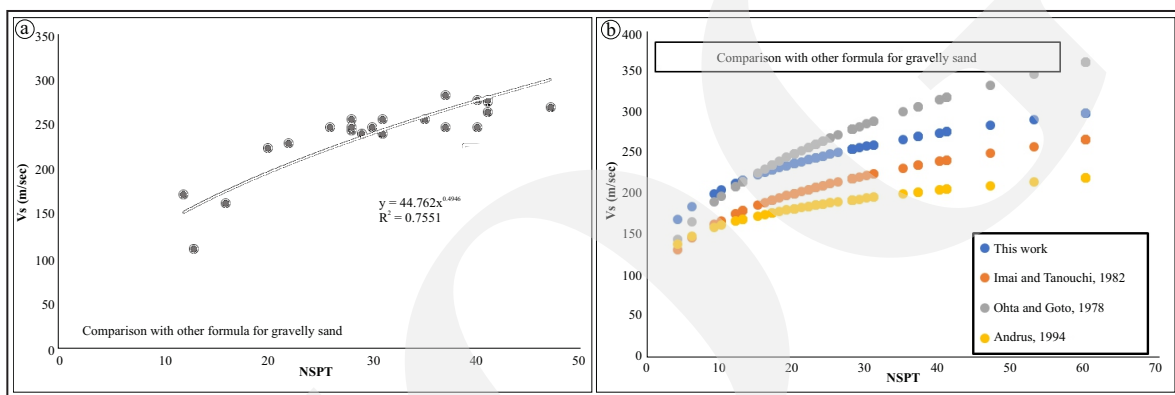 a
350
300
250
200
150
100
50
0
Vs (m/sec)
y = 44.762x^0.4946
R² = 0.7551
Comparison with other formula for gravelly sand
0 10 20 30 40 50
NSPT
b
400
350
300
250
200
150
100
50
0
Vs (m/sec)
Comparison with other formula for gravelly sand
This work
Imai and Tanouchi, 1982
Ohta and Goto, 1978
Andrus, 1994
0 10 20 30 40 50 60 70
NSPT